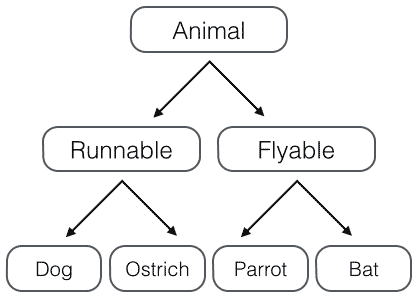 Animal
Runnable
Flyable
Dog
Ostrich
Parrot
Bat